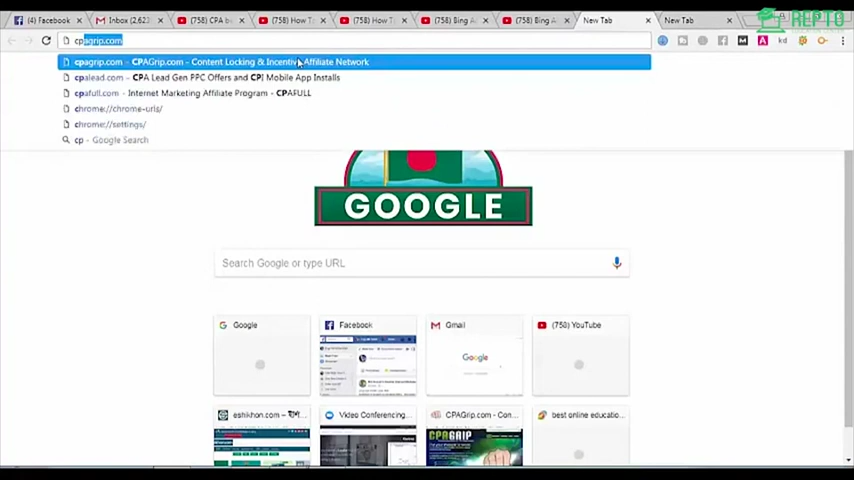 (4) Facebook
Inbox (2,623
(758) CPA b
(758) How T
(758) How T
(758) Bing A
(758) Bing A
New Tab
New Tab
REPTO
cpagrip.com
cpagrip.com – CPAGrip.com - Content Locking & Incentive Affiliate Network
cpalead.com – CPA Lead Gen PPC Offers and CPI Mobile App Installs
cpafull.com – Internet Marketing Affiliate Program - CPAFULL
chrome://chrome-urls/
chrome://settings/
cp – Google Search
GOOGLE
Search Google or type URL
Google
Facebook
Gmail
(758) YouTube
Google
eshikhon.com –
Video Conferencing...
CPAGrip.com - Con...
best online educatio...
CPAGRIP